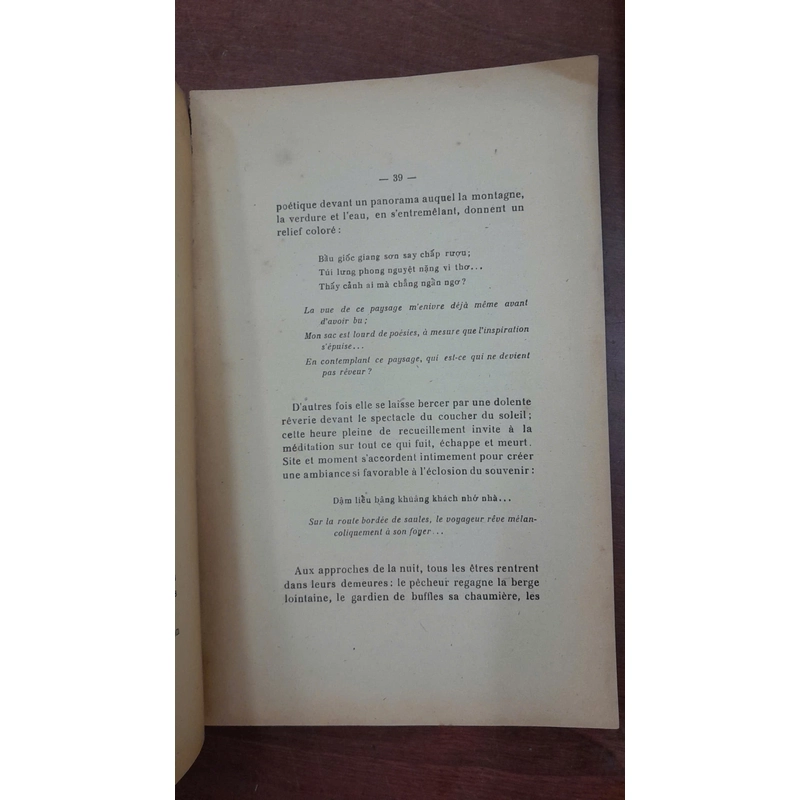 — 39 —
poétique devant un panorama auquel la montagne,
la verdure et l'eau, en s'entremêlant, donnent un
relief coloré :
Bầu giốc giang sơn say chấp rượu;
Túi lưng phong nguyệt nặng vì thơ...
Thấy cảnh ai mà chẳng ngẩn ngơ?
La vue de ce paysage m'enivre déjà même avant
d'avoir bu ;
Mon sac est lourd de poèsies, à mesure que l'inspiration
s'épuise...
En contemplant ce paysage, qui est-ce qui ne devient
pas rêveur ?
D'autres fois elle se laisse bercer par une dolente
rêverie devant le spectacle du coucher du soleil ;
cette heure pleine de recueillement invite à la
méditation sur tout ce qui fuit, échappe et meurt.
Site et moment s'accordent intimement pour créer
une ambiance si favorable à l'éclosion du souvenir :
Dậm liễu bâng khuâng khách nhớ nhà...
Sur la route bordée de saules, le voyageur rêve mélan-
coliquement à son foyer...
Aux approches de la nuit, tous les êtres rentrent
dans leurs demeures : le pécheur regagne la berge
lointaine, le gardien de buffles sa chaumière, les